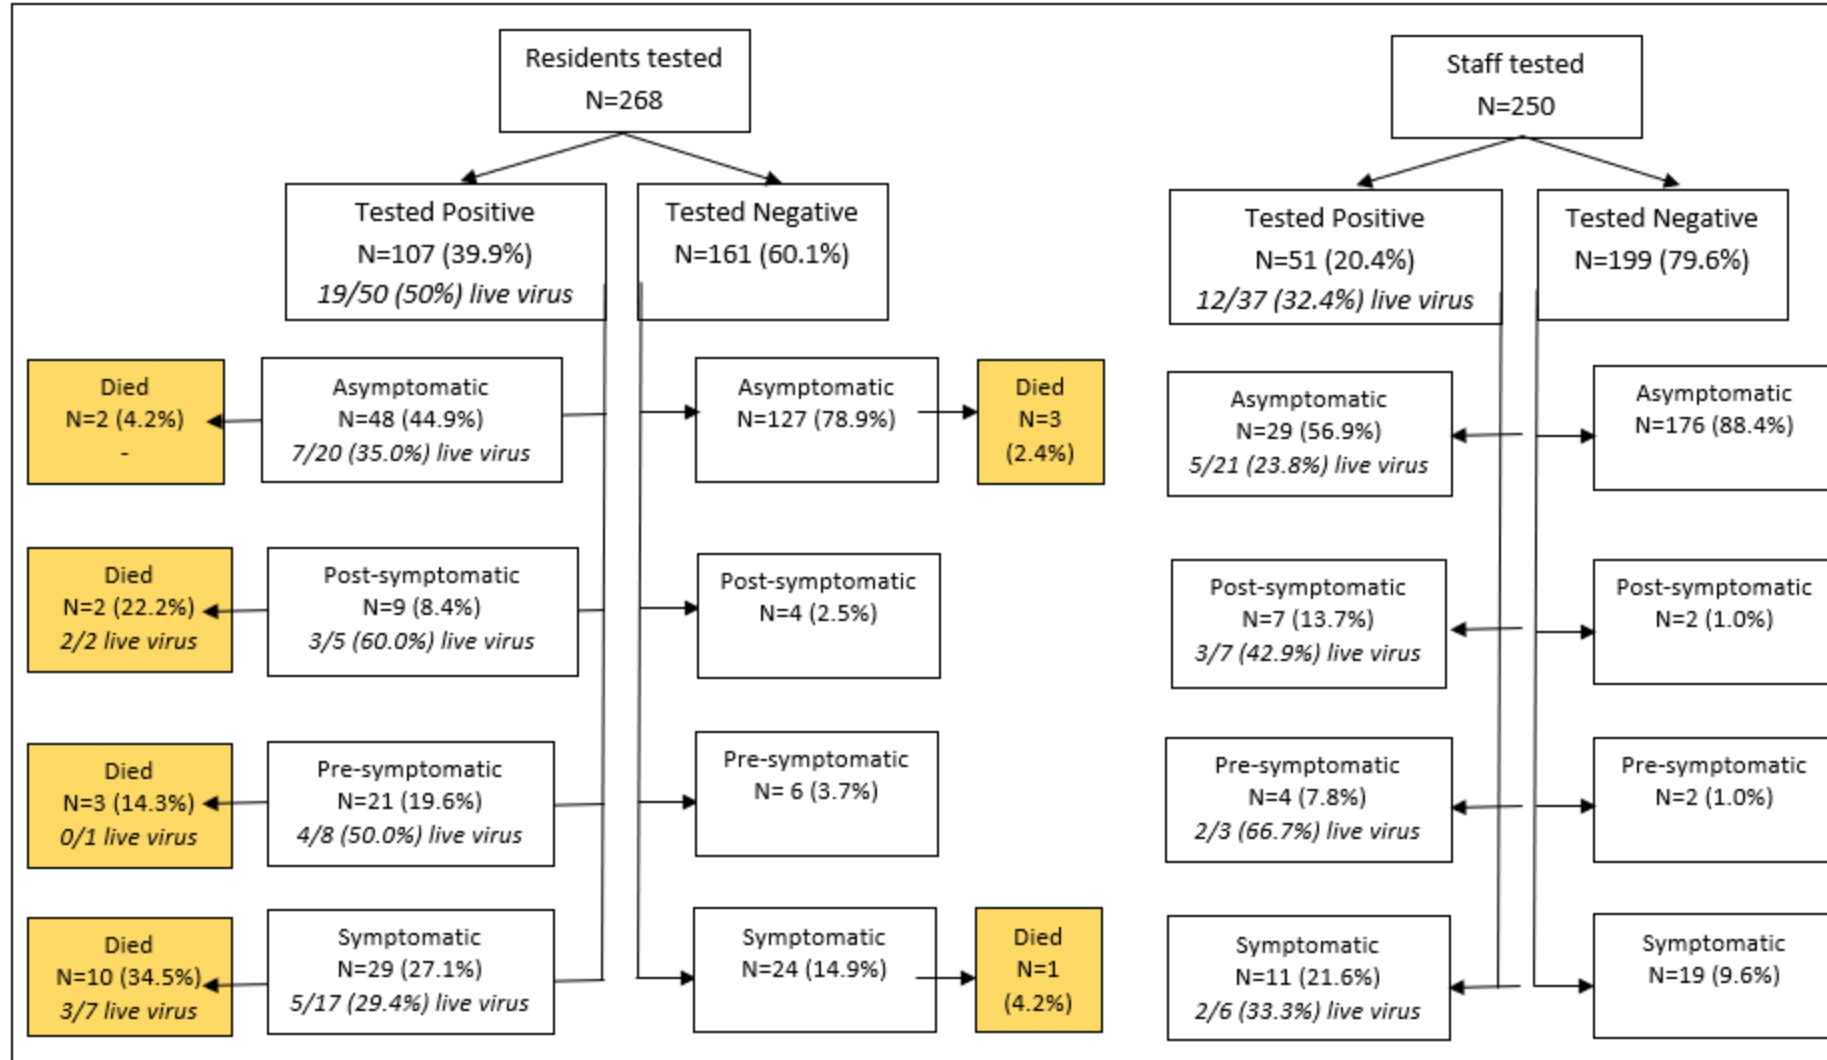 Residents tested
N=268
Tested Positive
N=107 (39.9%)
19/50 (50%) live virus
Tested Negative
N=161 (60.1%)
Died
N=2 (4.2%)
-
Asymptomatic
N=48 (44.9%)
7/20 (35.0%) live virus
Asymptomatic
N=127 (78.9%)
Died
N=3
(2.4%)
Died
N=2 (22.2%)
2/2 live virus
Post-symptomatic
N=9 (8.4%)
3/5 (60.0%) live virus
Post-symptomatic
N=4 (2.5%)
Died
N=3 (14.3%)
0/1 live virus
Pre-symptomatic
N=21 (19.6%)
4/8 (50.0%) live virus
Pre-symptomatic
N= 6 (3.7%)
Died
N=10 (34.5%)
3/7 live virus
Symptomatic
N=29 (27.1%)
5/17 (29.4%) live virus
Symptomatic
N=24 (14.9%)
Died
N=1
(4.2%)
Staff tested
N=250
Tested Positive
N=51 (20.4%)
12/37 (32.4%) live virus
Tested Negative
N=199 (79.6%)
Asymptomatic
N=29 (56.9%)
5/21 (23.8%) live virus
Asymptomatic
N=176 (88.4%)
Post-symptomatic
N=7 (13.7%)
3/7 (42.9%) live virus
Post-symptomatic
N=2 (1.0%)
Pre-symptomatic
N=4 (7.8%)
2/3 (66.7%) live virus
Pre-symptomatic
N=2 (1.0%)
Symptomatic
N=11 (21.6%)
2/6 (33.3%) live virus
Symptomatic
N=19 (9.6%)